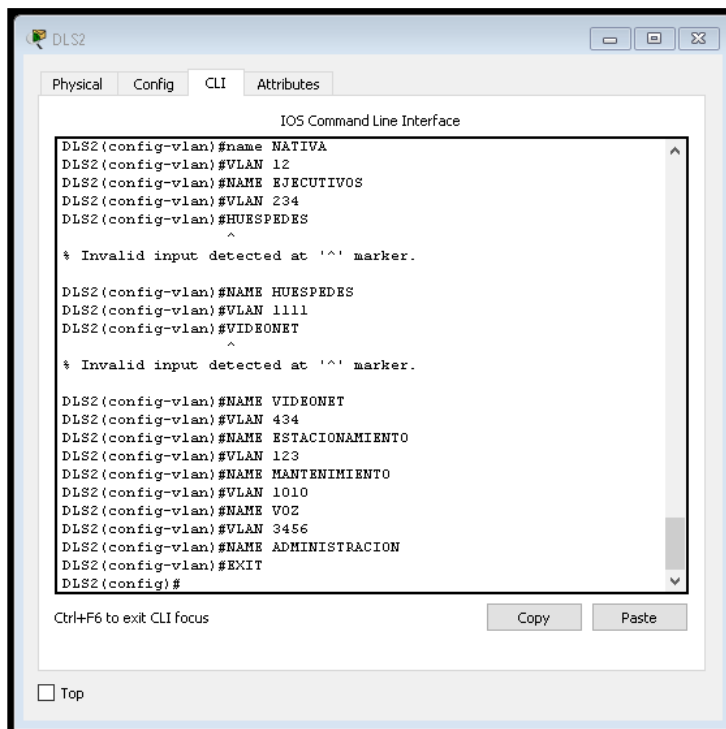 DLS2
Physical Config CLI Attributes
IOS Command Line Interface
DLS2(config-vlan)#name NATIVA
DLS2(config-vlan)#VLAN 12
DLS2(config-vlan)#NAME EJECUTIVOS
DLS2(config-vlan)#VLAN 234
DLS2(config-vlan)#HUESPEDES
^
% Invalid input detected at '^' marker.
DLS2(config-vlan)#NAME HUESPEDES
DLS2(config-vlan)#VLAN 1111
DLS2(config-vlan)#VIDEONET
^
% Invalid input detected at '^' marker.
DLS2(config-vlan)#NAME VIDEONET
DLS2(config-vlan)#VLAN 434
DLS2(config-vlan)#NAME ESTACIONAMIENTO
DLS2(config-vlan)#VLAN 123
DLS2(config-vlan)#NAME MANTENIMIENTO
DLS2(config-vlan)#VLAN 1010
DLS2(config-vlan)#NAME VOZ
DLS2(config-vlan)#VLAN 3456
DLS2(config-vlan)#NAME ADMINISTRACION
DLS2(config-vlan)#EXIT
DLS2(config)#
Ctrl+F6 to exit CLI focus Copy Paste
Top